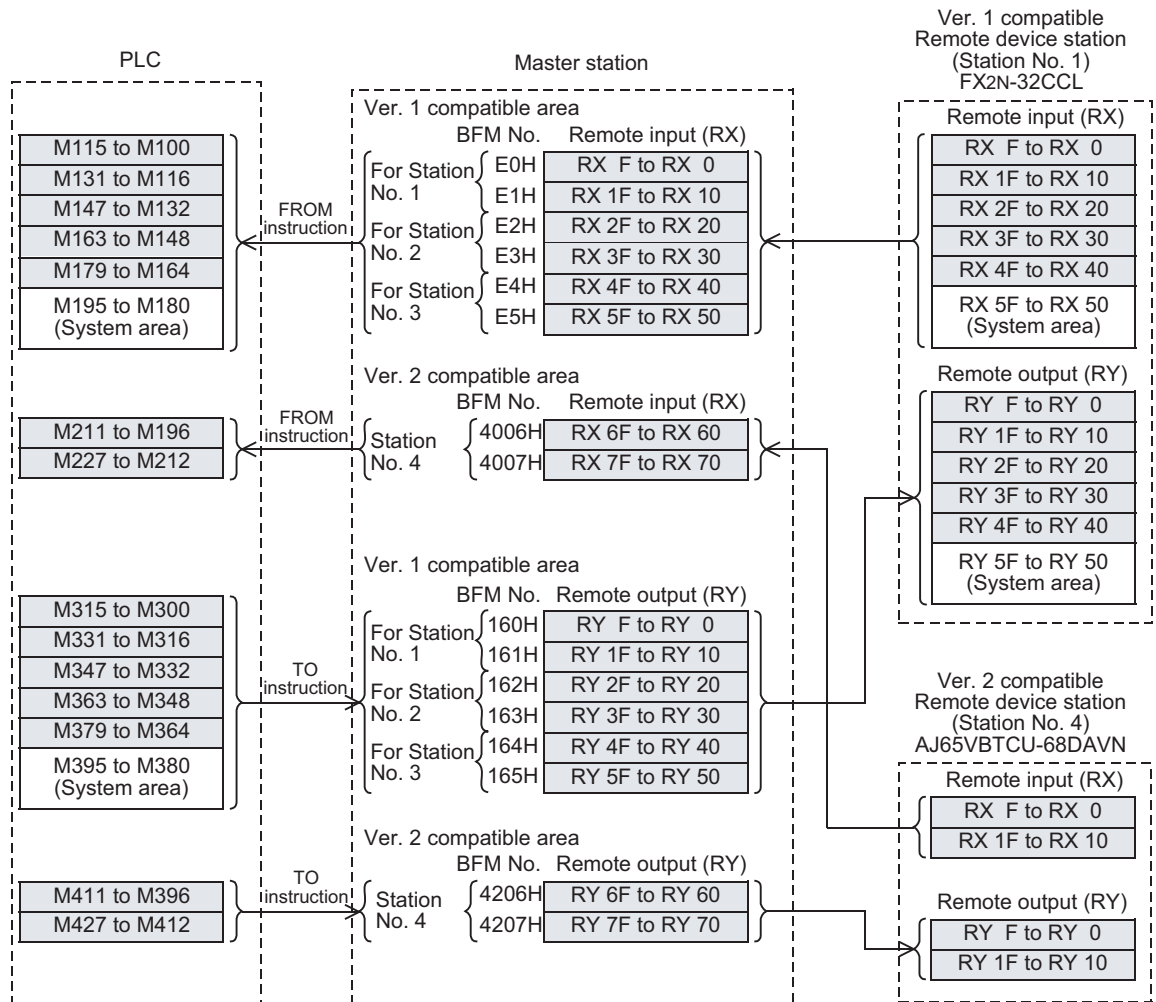 PLC
Master station
Ver. 1 compatible
Remote device station
(Station No. 1)
FX2N-32CCL
M115 to M100
M131 to M116
M147 to M132
M163 to M148
M179 to M164
M195 to M180
(System area)
FROM
instruction
Ver. 1 compatible area
BFM No. Remote input (RX)
For Station
No. 1
E0H RX F to RX 0
E1H RX 1F to RX 10
For Station
No. 2
E2H RX 2F to RX 20
E3H RX 3F to RX 30
For Station
No. 3
E4H RX 4F to RX 40
E5H RX 5F to RX 50
Remote input (RX)
RX F to RX 0
RX 1F to RX 10
RX 2F to RX 20
RX 3F to RX 30
RX 4F to RX 40
RX 5F to RX 50
(System area)
M211 to M196
M227 to M212
FROM
instruction
Ver. 2 compatible area
BFM No. Remote input (RX)
Station
No. 4
4006H RX 6F to RX 60
4007H RX 7F to RX 70
Remote output (RY)
RY F to RY 0
RY 1F to RY 10
RY 2F to RY 20
RY 3F to RY 30
RY 4F to RY 40
RY 5F to RY 50
(System area)
M315 to M300
M331 to M316
M347 to M332
M363 to M348
M379 to M364
M395 to M380
(System area)
TO
instruction
Ver. 1 compatible area
BFM No. Remote output (RY)
For Station
No. 1
160H RY F to RY 0
161H RY 1F to RY 10
For Station
No. 2
162H RY 2F to RY 20
163H RY 3F to RY 30
For Station
No. 3
164H RY 4F to RY 40
165H RY 5F to RY 50
Ver. 2 compatible
Remote device station
(Station No. 4)
AJ65VBTCU-68DAVN
Remote input (RX)
RX F to RX 0
RX 1F to RX 10
M411 to M396
M427 to M412
TO
instruction
Ver. 2 compatible area
BFM No. Remote output (RY)
Station
No. 4
4206H RY 6F to RY 60
4207H RY 7F to RY 70
Remote output (RY)
RY F to RY 0
RY 1F to RY 10